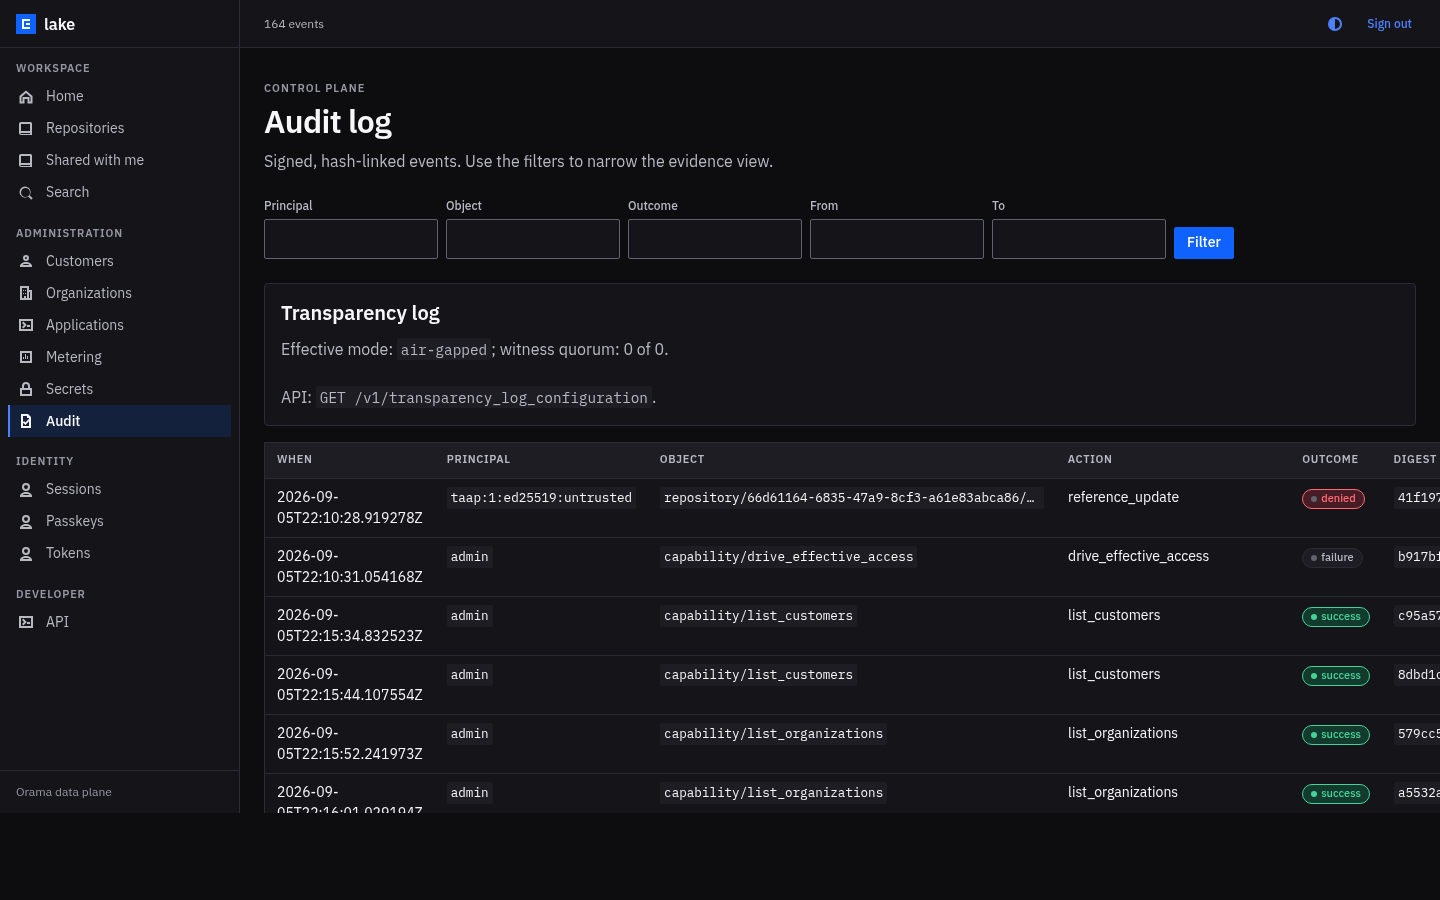 lake
164 events
Sign out
WORKSPACE
Home
Repositories
Shared with me
Search
ADMINISTRATION
Customers
Organizations
Applications
Metering
Secrets
Audit
IDENTITY
Sessions
Passkeys
Tokens
DEVELOPER
API
Orama data plane
CONTROL PLANE
Audit log
Signed, hash-linked events. Use the filters to narrow the evidence view.
Principal Object Outcome From To
Filter
Transparency log
Effective mode: air-gapped; witness quorum: 0 of 0.
API: GET /v1/transparency_log_configuration.
WHEN PRINCIPAL OBJECT ACTION OUTCOME DIGEST
2026-09-05T22:10:28.919278Z taap:1:ed25519:untrusted repository/66d61164-6835-47a9-8cf3-a61e83abca86/… reference_update denied 41f197
2026-09-05T22:10:31.054168Z admin capability/drive_effective_access drive_effective_access failure
2026-09-05T22:15:34.832523Z admin capability/list_customers list_customers success c95a57
2026-09-05T22:15:44.107554Z admin capability/list_customers list_customers success
2026-09-05T22:15:52.241973Z admin capability/list_organizations list_organizations success 579cc5
2026-09-05T22:16:01.029194Z admin capability/list_organizations list_organizations success